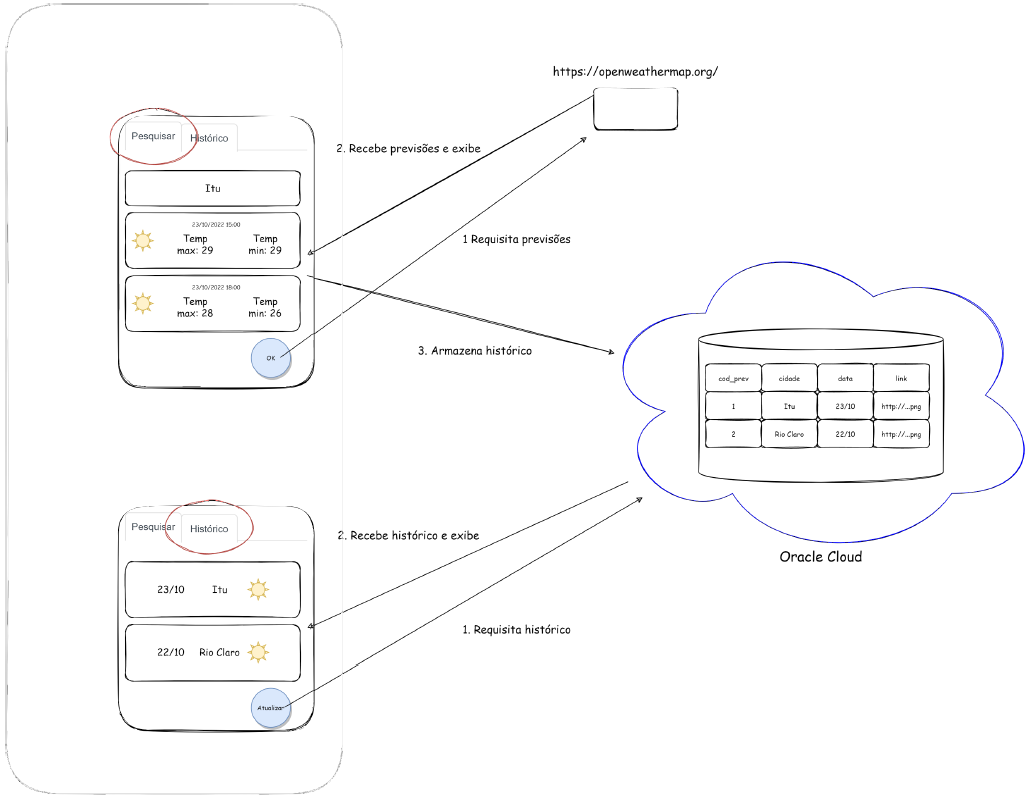 https://openweathermap.org/
Pesquisar
Histórico
2. Recebe previsões e exibe
Itu
23/10/2022 15:00
Temp
max: 29
Temp
min: 29
1 Requisita previsões
23/10/2022 18:00
Temp
max: 28
Temp
min: 26
OK
3. Armazena histórico
cod_prev
cidade
data
link
1
Itu
23/10
http://...png
2
Rio Claro
22/10
http://...png
Oracle Cloud
Pesquisar
Histórico
2. Recebe histórico e exibe
23/10
Itu
22/10
Rio Claro
1. Requisita histórico
Atualizar